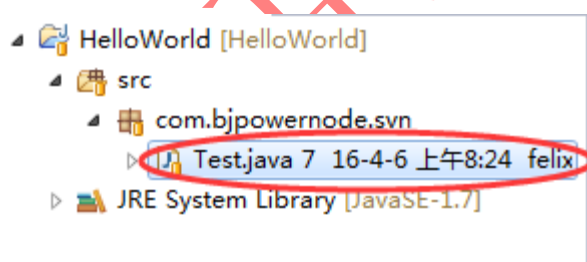 HelloWorld [HelloWorld]
src
com.bjpowernode.svn
Test.java 7 16-4-6 上午8:24 felix
JRE System Library [JavaSE-1.7]